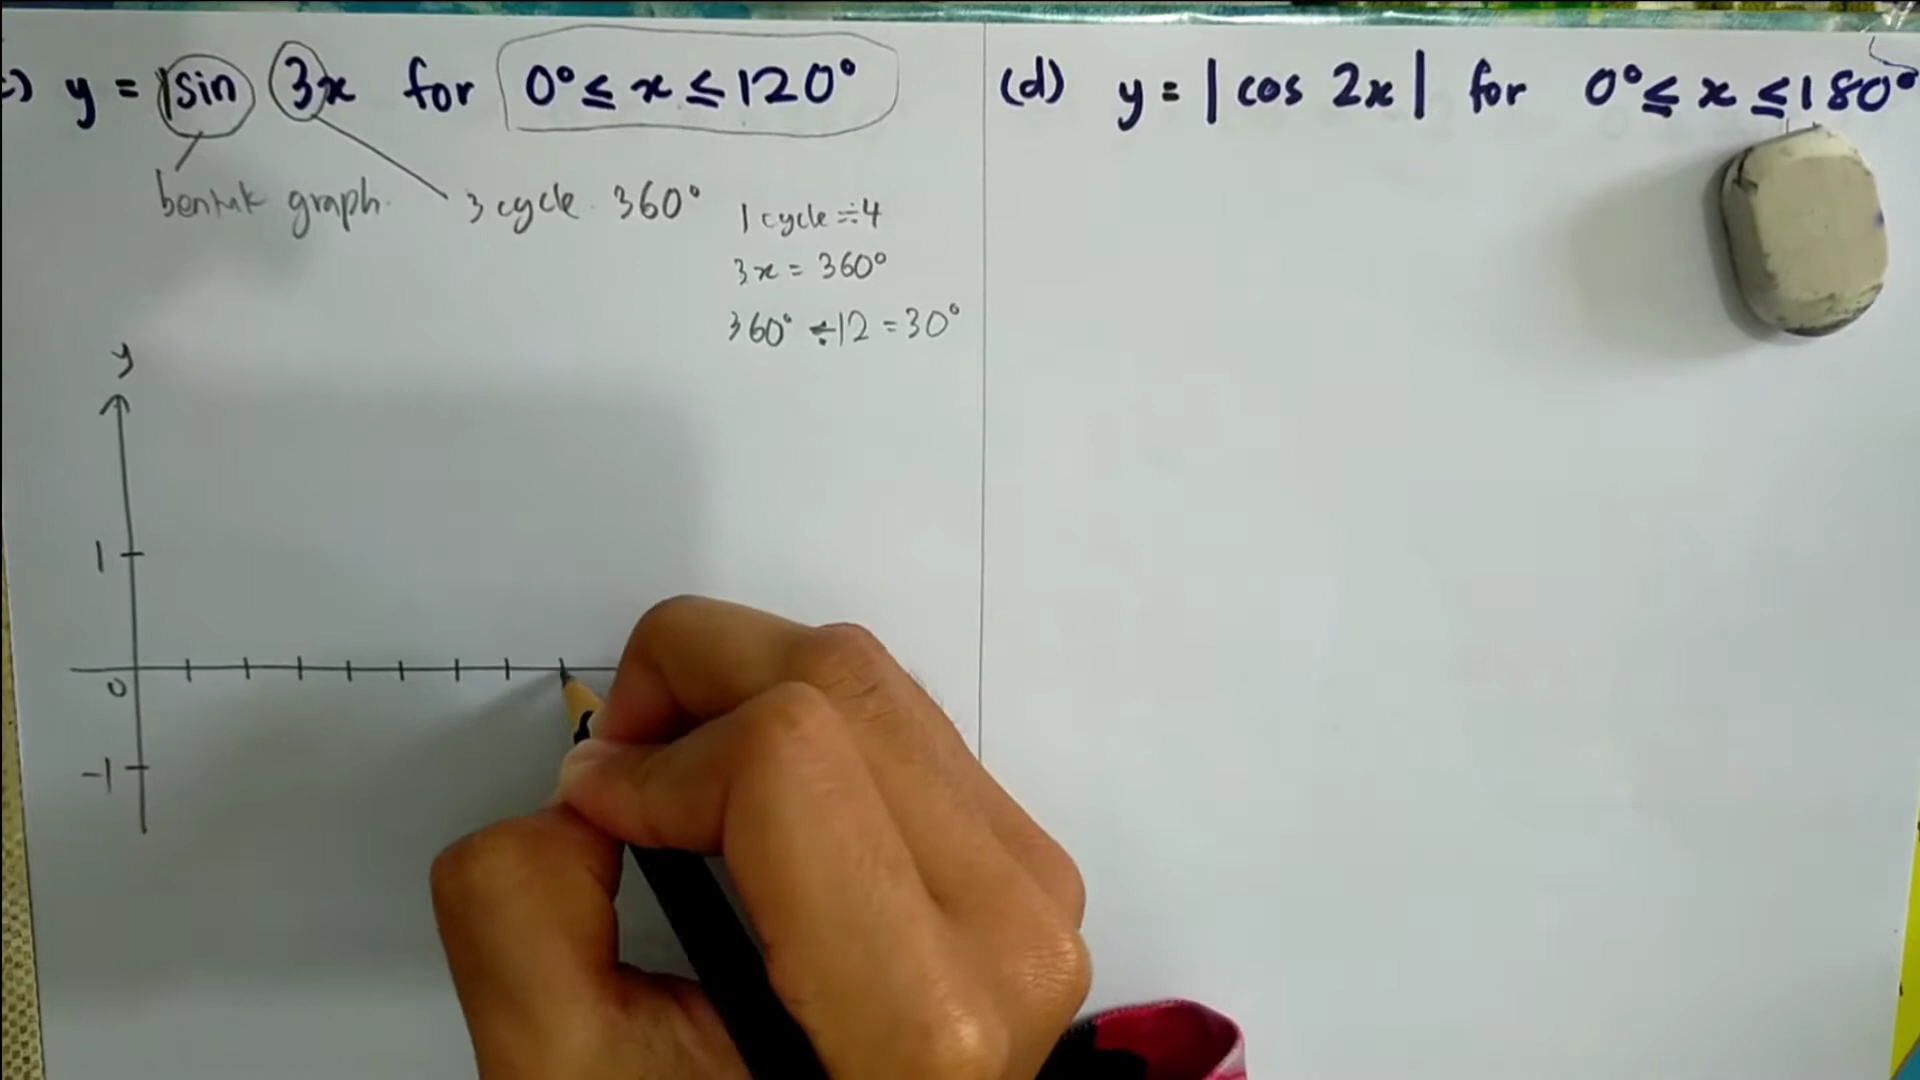 c) y = 1sin 3x for 0° ≤ x ≤ 120°
bentuk graph.
3 cycle. 360°
1 cycle ÷ 4
3x = 360°
360° ÷ 12 = 30°
y
1
0
-1
(d) y = | cos 2x | for 0° ≤ x ≤ 180°